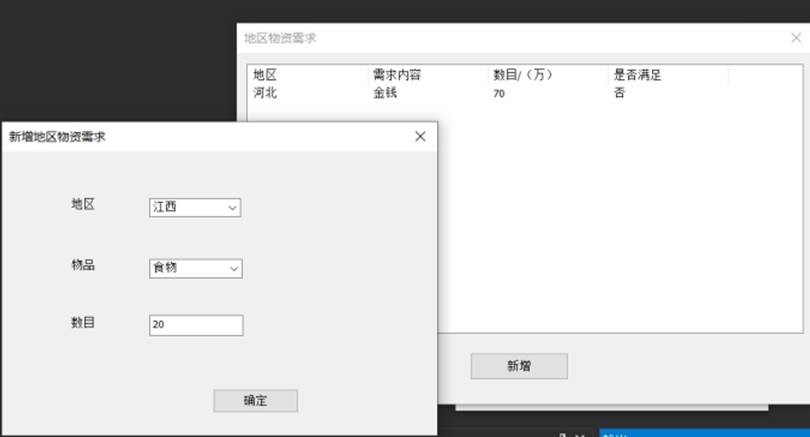 地区物资需求
地区 需求内容 数目/（万） 是否满足
河北 金钱 70 否
新增地区物资需求
地区 江西
物品 食物
数目 20
确定
新增